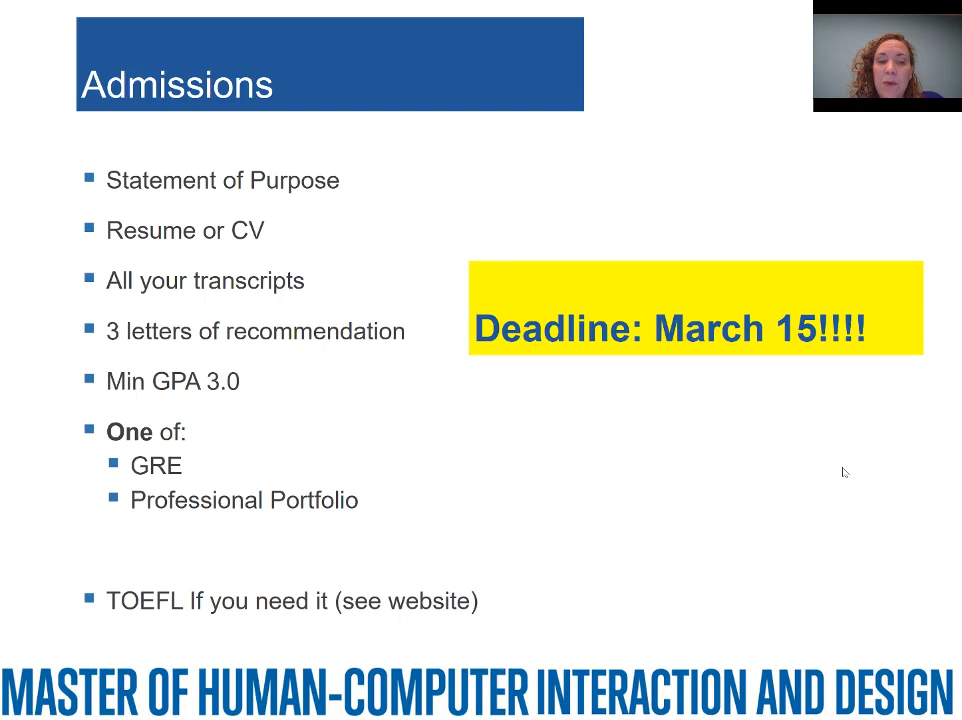 Admissions
Statement of Purpose
Resume or CV
All your transcripts
3 letters of recommendation
Min GPA 3.0
One of:
GRE
Professional Portfolio
TOEFL If you need it (see website)
Deadline: March 15!!!!
MASTER OF HUMAN-COMPUTER INTERACTION AND DESIGN